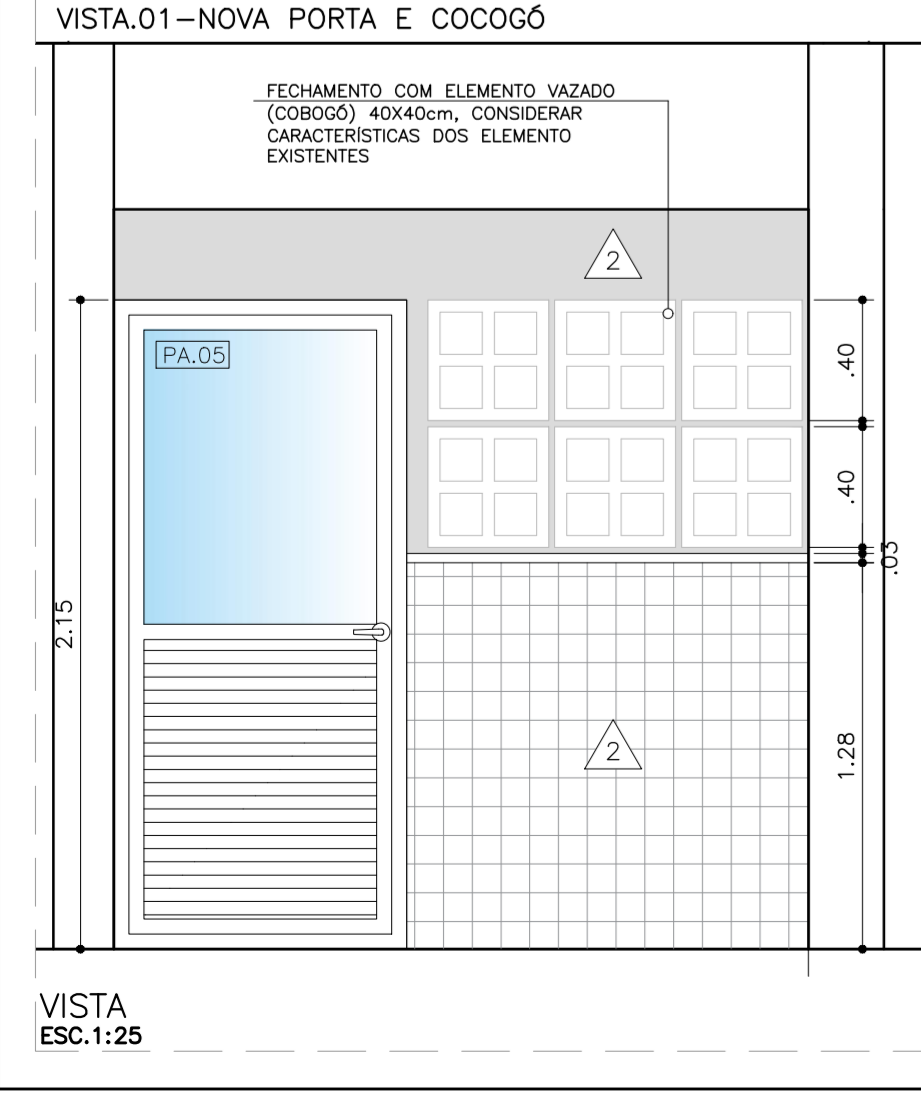 VISTA.01-NOVA PORTA E COCOGÓ
FECHAMENTO COM ELEMENTO VAZADO
(COBOGÓ) 40X40cm, CONSIDERAR
CARACTERÍSTICAS DOS ELEMENTO
EXISTENTES
2
PA.05
.40
.40
.03
2.15
2
1.28
VISTA
ESC.1:25